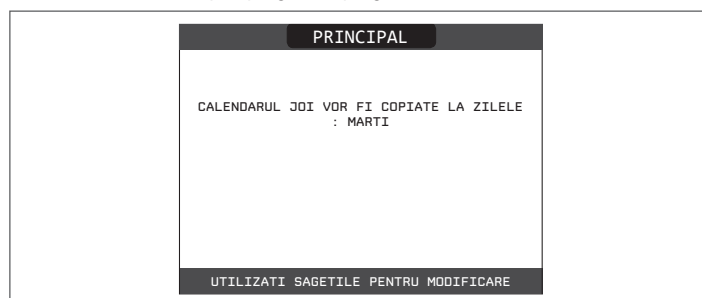 PRINCIPAL
CALENDARUL JOI VOR FI COPIATE LA ZILELE
: MARTI
UTILIZATI SAGETILE PENTRU MODIFICARE